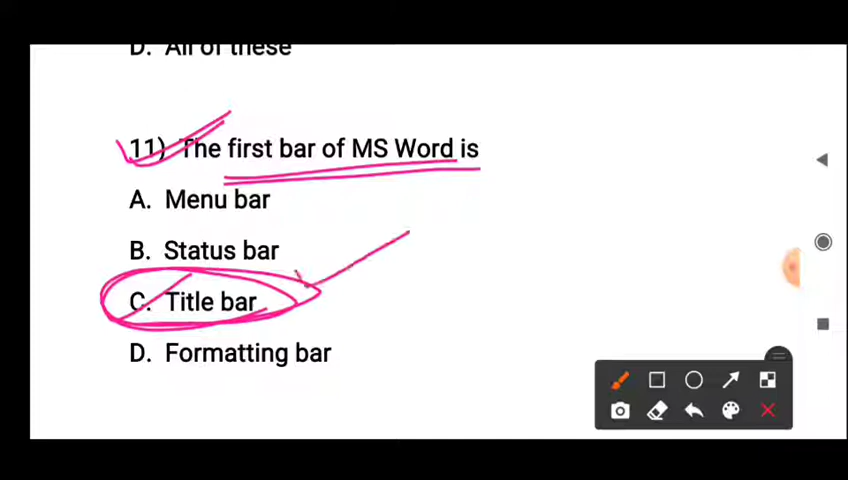 D. All of these
11) The first bar of MS Word is
A. Menu bar
B. Status bar
C. Title bar
D. Formatting bar